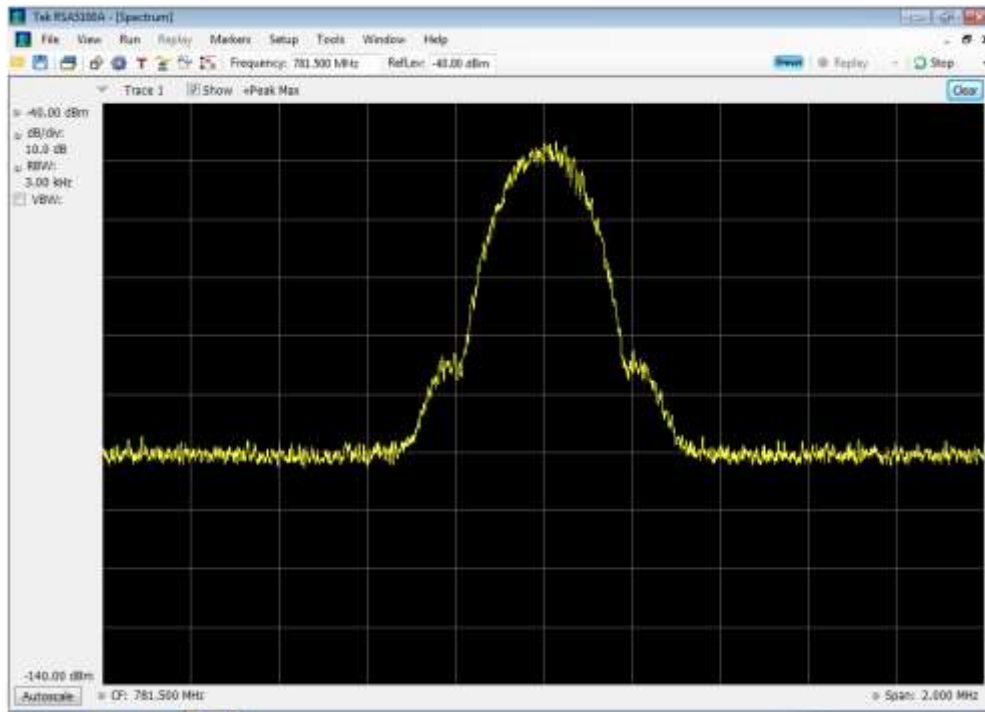 Tek RSA5100A - [Spectrum]
File View Run Replay Markers Setup Tools Window Help
Frequency: 781.500 MHz RefLev: -40.00 dBm Preset Replay Stop
Trace 1 Show +Peak Max Clear
-40.00 dBm
dB/div:
10.0 dB
RBW:
3.00 kHz
VBW:
-140.00 dBm
Autoscale CF: 781.500 MHz Span: 2.000 MHz